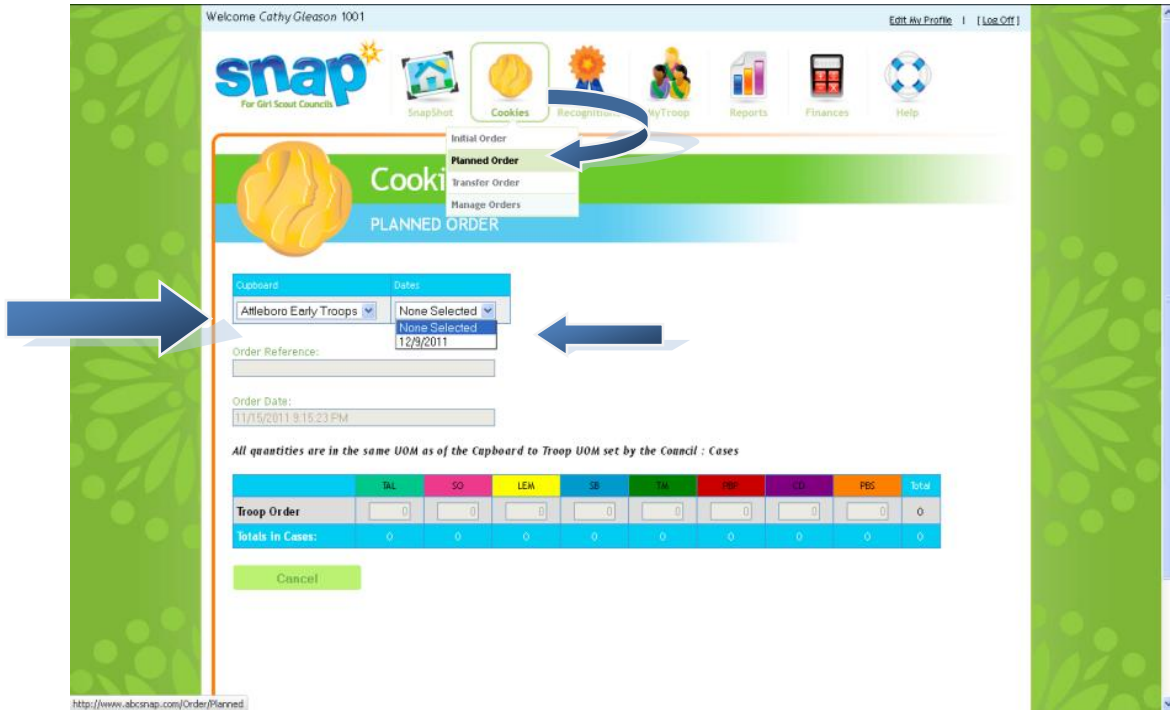 Welcome Cathy Gleason 1001
Edit My Profile | [ Log Off ]
snap
For Girl Scout Councils
SnapShot
Cookies
Recognitions
MyTroop
Reports
Finances
Help
Initial Order
Planned Order
Transfer Order
Manage Orders
Cooki
PLANNED ORDER
Cupboard Dates
Attleboro Early Troops None Selected
None Selected
12/9/2011
Order Reference:
Order Date:
11/15/2011 9:15:23 PM
All quantities are in the same UOM as of the Cupboard to Troop UOM set by the Council : Cases
TAL SO LEM SB TM PBP CD PBS Total
Troop Order 0 0 0 0 0 0 0 0 0
Totals in Cases: 0 0 0 0 0 0 0 0 0
Cancel
http://www.abcsnap.com/Order/Planned